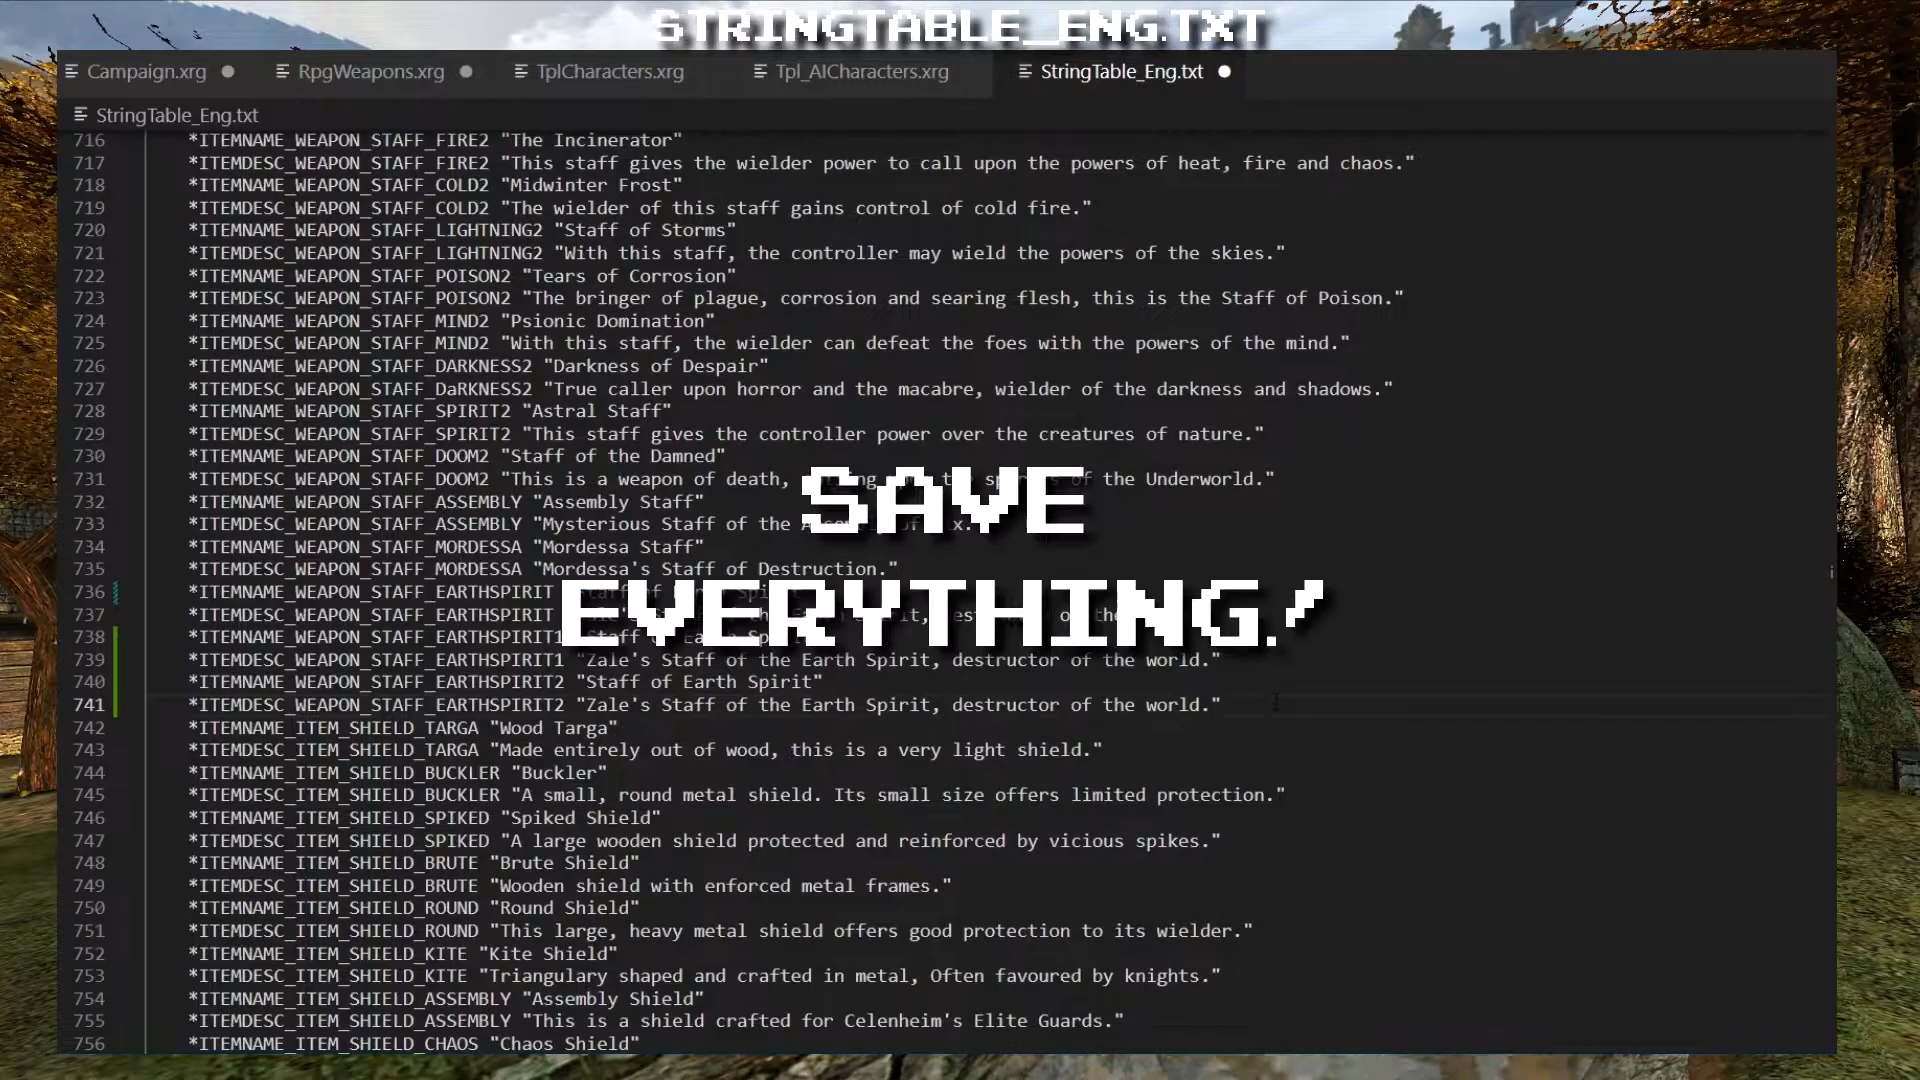 STRINGTABLE_ENG.TXT
Campaign.xrg RpgWeapons.xrg TplCharacters.xrg Tpl_AICharacters.xrg StringTable_Eng.txt
StringTable_Eng.txt
716 *ITEMNAME_WEAPON_STAFF_FIRE2 "The Incinerator"
717 *ITEMDESC_WEAPON_STAFF_FIRE2 "This staff gives the wielder power to call upon the powers of heat, fire and chaos."
718 *ITEMNAME_WEAPON_STAFF_COLD2 "Midwinter Frost"
719 *ITEMDESC_WEAPON_STAFF_COLD2 "The wielder of this staff gains control of cold fire."
720 *ITEMNAME_WEAPON_STAFF_LIGHTNING2 "Staff of Storms"
721 *ITEMDESC_WEAPON_STAFF_LIGHTNING2 "With this staff, the controller may wield the powers of the skies."
722 *ITEMNAME_WEAPON_STAFF_POISON2 "Tears of Corrosion"
723 *ITEMDESC_WEAPON_STAFF_POISON2 "The bringer of plague, corrosion and searing flesh, this is the Staff of Poison."
724 *ITEMNAME_WEAPON_STAFF_MIND2 "Psionic Domination"
725 *ITEMDESC_WEAPON_STAFF_MIND2 "With this staff, the wielder can defeat the foes with the powers of the mind."
726 *ITEMNAME_WEAPON_STAFF_DARKNESS2 "Darkness of Despair"
727 *ITEMDESC_WEAPON_STAFF_DaRKNESS2 "True caller upon horror and the macabre, wielder of the darkness and shadows."
728 *ITEMNAME_WEAPON_STAFF_SPIRIT2 "Astral Staff"
729 *ITEMDESC_WEAPON_STAFF_SPIRIT2 "This staff gives the controller power over the creatures of nature."
730 *ITEMNAME_WEAPON_STAFF_DOOM2 "Staff of the Damned"
731 *ITEMDESC_WEAPON_STAFF_DOOM2 "This is a weapon of death, the of the Underworld."
732 *ITEMNAME_WEAPON_STAFF_ASSEMBLY "Assembly Staff"
733 *ITEMDESC_WEAPON_STAFF_ASSEMBLY "Mysterious Staff of the
SAVE
734 *ITEMNAME_WEAPON_STAFF_MORDESSA "Mordessa Staff"
735 *ITEMDESC_WEAPON_STAFF_MORDESSA "Mordessa's Staff of Destruction."
736 *ITEMNAME_WEAPON_STAFF_EARTHSPIRIT
737 *ITEMDESC_WEAPON_STAFF_EARTHSPIRIT
EVERYTHING!
738 *ITEMNAME_WEAPON_STAFF_EARTHSPIRIT1
739 *ITEMDESC_WEAPON_STAFF_EARTHSPIRIT1 "Zale's Staff of the Earth Spirit, destructor of the world."
740 *ITEMNAME_WEAPON_STAFF_EARTHSPIRIT2 "Staff of Earth Spirit"
741 *ITEMDESC_WEAPON_STAFF_EARTHSPIRIT2 "Zale's Staff of the Earth Spirit, destructor of the world."
742 *ITEMNAME_ITEM_SHIELD_TARGA "Wood Targa"
743 *ITEMDESC_ITEM_SHIELD_TARGA "Made entirely out of wood, this is a very light shield."
744 *ITEMNAME_ITEM_SHIELD_BUCKLER "Buckler"
745 *ITEMDESC_ITEM_SHIELD_BUCKLER "A small, round metal shield. Its small size offers limited protection."
746 *ITEMNAME_ITEM_SHIELD_SPIKED "Spiked Shield"
747 *ITEMDESC_ITEM_SHIELD_SPIKED "A large wooden shield protected and reinforced by vicious spikes."
748 *ITEMNAME_ITEM_SHIELD_BRUTE "Brute Shield"
749 *ITEMDESC_ITEM_SHIELD_BRUTE "Wooden shield with enforced metal frames."
750 *ITEMNAME_ITEM_SHIELD_ROUND "Round Shield"
751 *ITEMDESC_ITEM_SHIELD_ROUND "This large, heavy metal shield offers good protection to its wielder."
752 *ITEMNAME_ITEM_SHIELD_KITE "Kite Shield"
753 *ITEMDESC_ITEM_SHIELD_KITE "Triangulary shaped and crafted in metal, Often favoured by knights."
754 *ITEMNAME_ITEM_SHIELD_ASSEMBLY "Assembly Shield"
755 *ITEMDESC_ITEM_SHIELD_ASSEMBLY "This is a shield crafted for Celenheim's Elite Guards."
756 *ITEMNAME_ITEM_SHIELD_CHAOS "Chaos Shield"